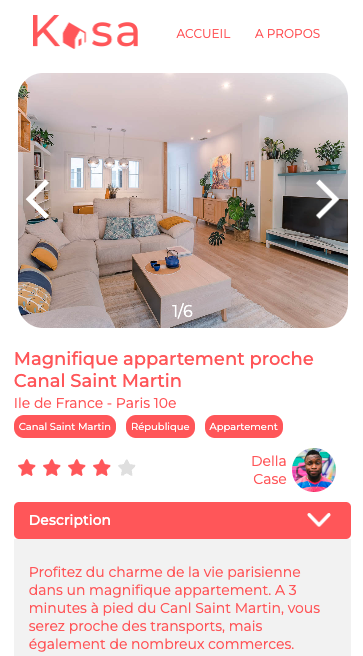 Kasa
ACCUEIL
A PROPOS
1/6
Magnifique appartement proche
Canal Saint Martin
Ile de France - Paris 10e
Canal Saint Martin
République
Appartement
Della
Case
Description
Profitez du charme de la vie parisienne
dans un magnifique appartement. A 3
minutes à pied du Canl Saint Martin, vous
serez proche des transports, mais
également de nombreux commerces.